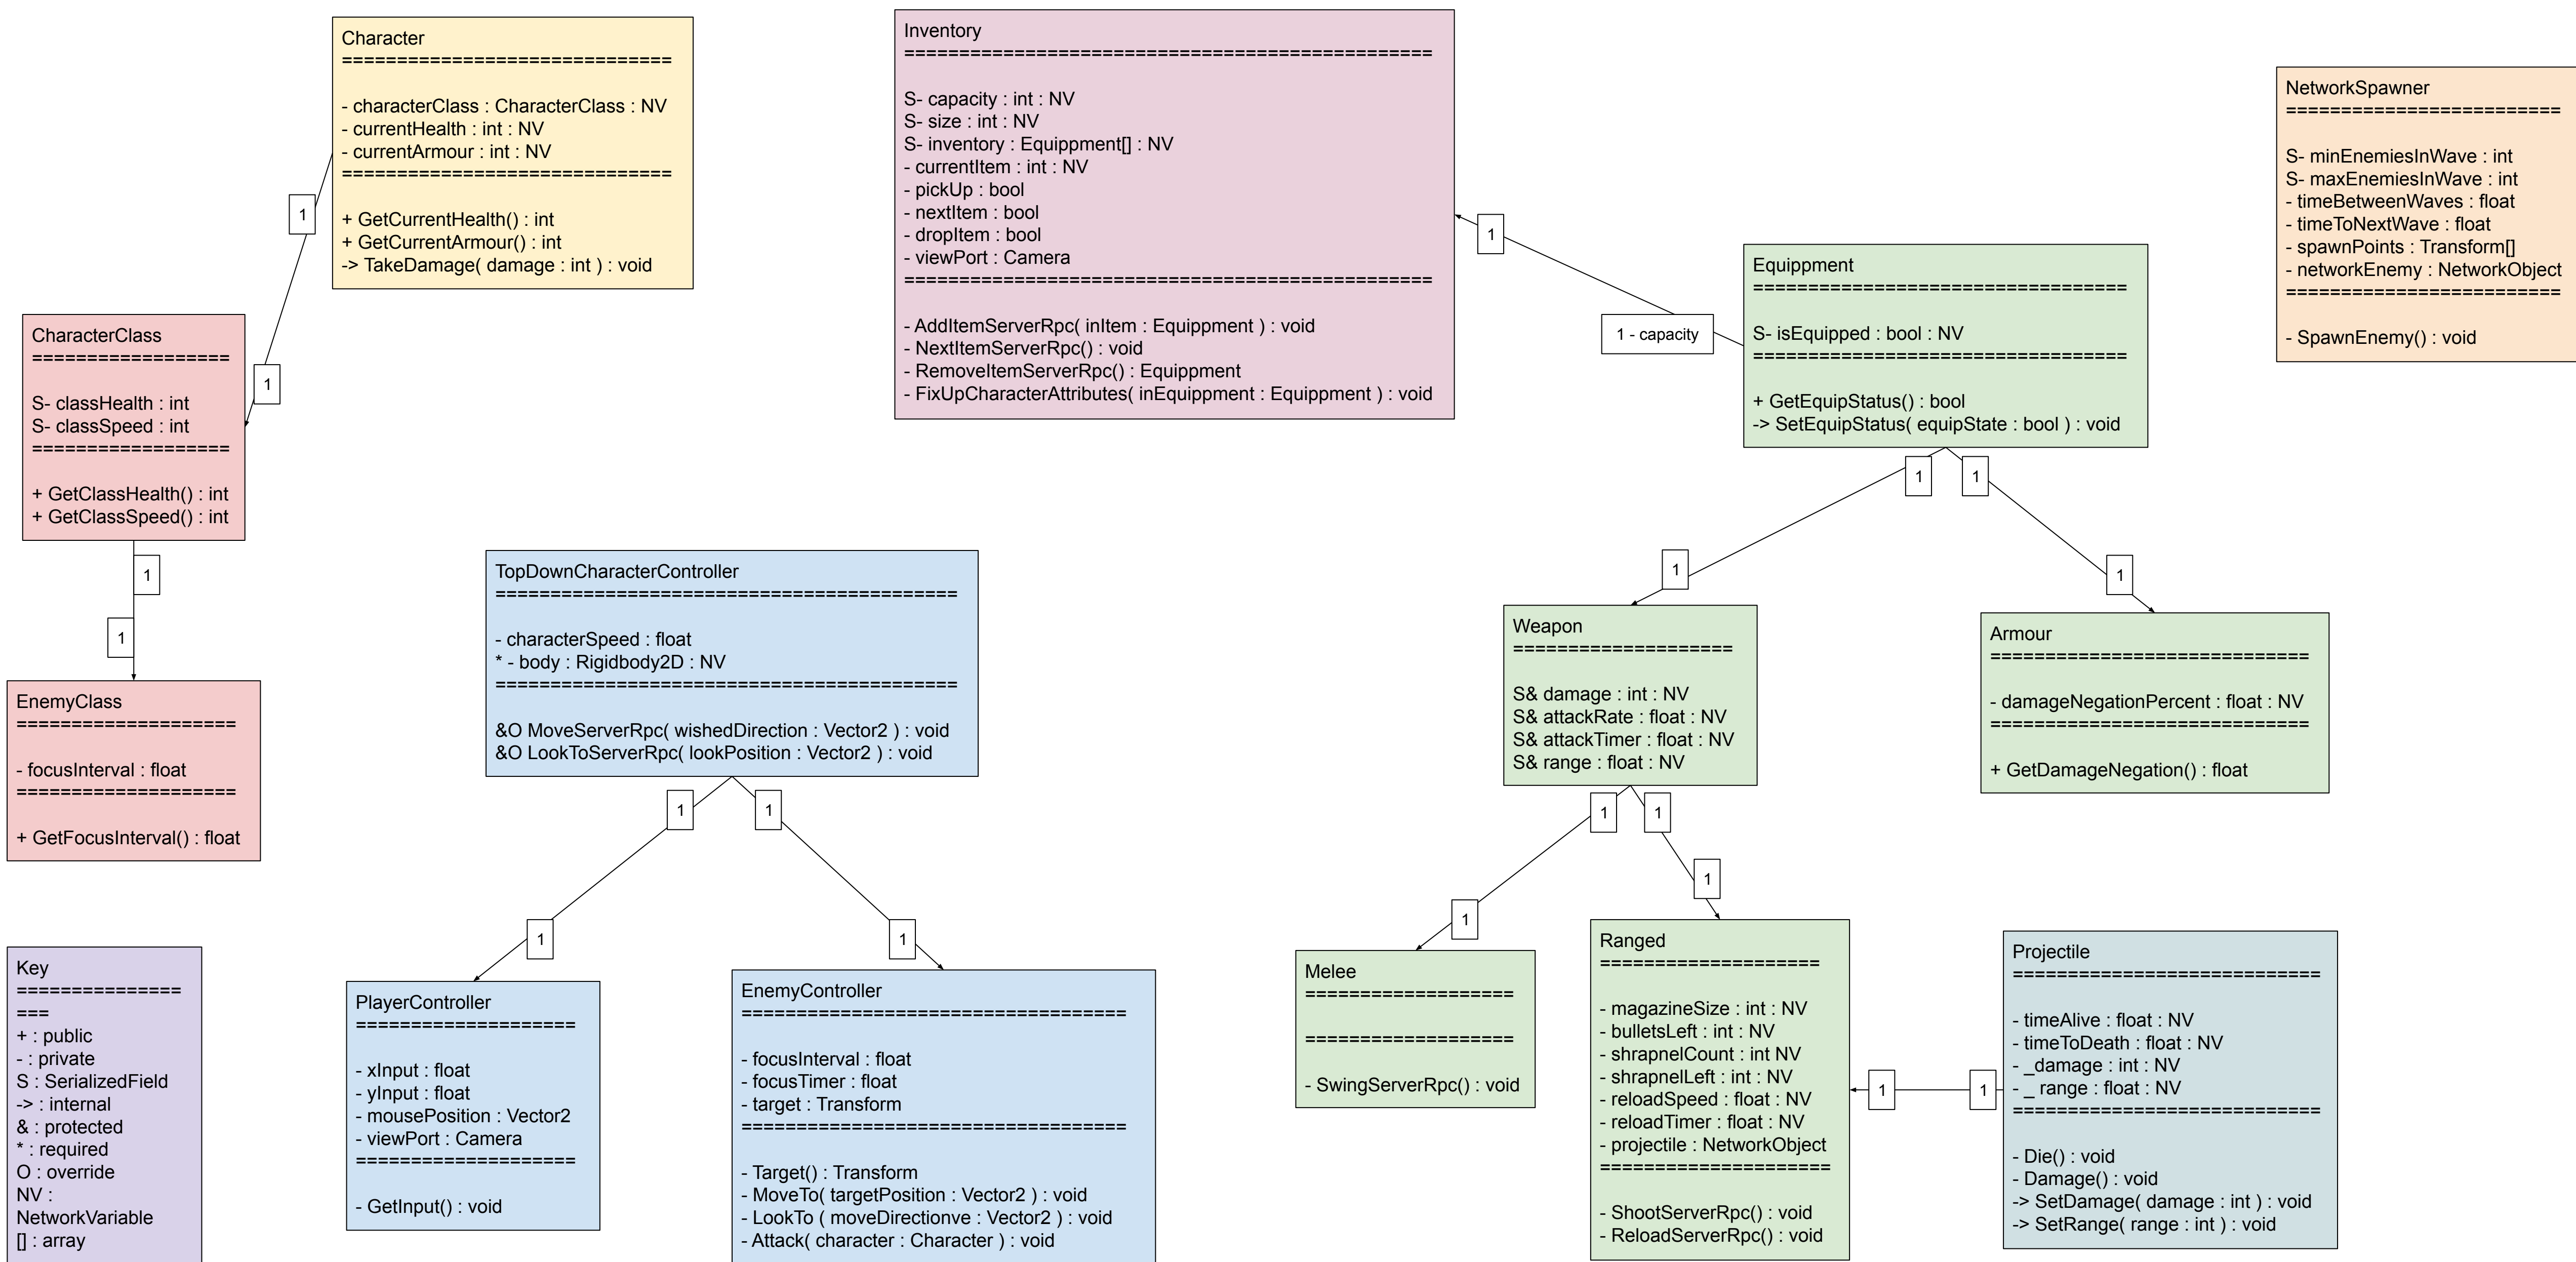 Character
==============================
- characterClass : CharacterClass : NV
- currentHealth : int : NV
- currentArmour : int : NV
==============================
+ GetCurrentHealth() : int
+ GetCurrentArmour() : int
-> TakeDamage( damage : int ) : void
1
1
CharacterClass
==================
S- classHealth : int
S- classSpeed : int
==================
+ GetClassHealth() : int
+ GetClassSpeed() : int
1
1
EnemyClass
====================
- focusInterval : float
====================
+ GetFocusInterval() : float
Key
===============
===
+ : public
- : private
S : SerializedField
-> : internal
& : protected
* : required
O : override
NV :
NetworkVariable
[] : array
Inventory
================================================
S- capacity : int : NV
S- size : int : NV
S- inventory : Equippment[] : NV
- currentItem : int : NV
- pickUp : bool
- nextItem : bool
- dropItem : bool
- viewPort : Camera
================================================
- AddItemServerRpc( inItem : Equippment ) : void
- NextItemServerRpc() : void
- RemoveItemServerRpc() : Equippment
- FixUpCharacterAttributes( inEquippment : Equippment ) : void
1
1 - capacity
TopDownCharacterController
==========================================
- characterSpeed : float
* - body : Rigidbody2D : NV
==========================================
&O MoveServerRpc( wishedDirection : Vector2 ) : void
&O LookToServerRpc( lookPosition : Vector2 ) : void
1
1
1
1
PlayerController
====================
- xInput : float
- yInput : float
- mousePosition : Vector2
- viewPort : Camera
====================
- GetInput() : void
EnemyController
===================================
- focusInterval : float
- focusTimer : float
- target : Transform
===================================
- Target() : Transform
- MoveTo( targetPosition : Vector2 ) : void
- LookTo ( moveDirectionve : Vector2 ) : void
- Attack( character : Character ) : void
Equippment
==================================
S- isEquipped : bool : NV
==================================
+ GetEquipStatus() : bool
-> SetEquipStatus( equipState : bool ) : void
1
1
1
1
NetworkSpawner
=========================
S- minEnemiesInWave : int
S- maxEnemiesInWave : int
- timeBetweenWaves : float
- timeToNextWave : float
- spawnPoints : Transform[]
- networkEnemy : NetworkObject
=========================
- SpawnEnemy() : void
Weapon
====================
S& damage : int : NV
S& attackRate : float : NV
S& attackTimer : float : NV
S& range : float : NV
1
1
1
1
Armour
=============================
- damageNegationPercent : float : NV
=============================
+ GetDamageNegation() : float
Melee
===================
===================
- SwingServerRpc() : void
Ranged
====================
- magazineSize : int : NV
- bulletsLeft : int : NV
- shrapnelCount : int NV
- shrapnelLeft : int : NV
- reloadSpeed : float : NV
- reloadTimer : float : NV
- projectile : NetworkObject
=====================
- ShootServerRpc() : void
- ReloadServerRpc() : void
1
1
Projectile
============================
- timeAlive : float : NV
- timeToDeath : float : NV
- _damage : int : NV
- _ range : float : NV
============================
- Die() : void
- Damage() : void
-> SetDamage( damage : int ) : void
-> SetRange( range : int ) : void